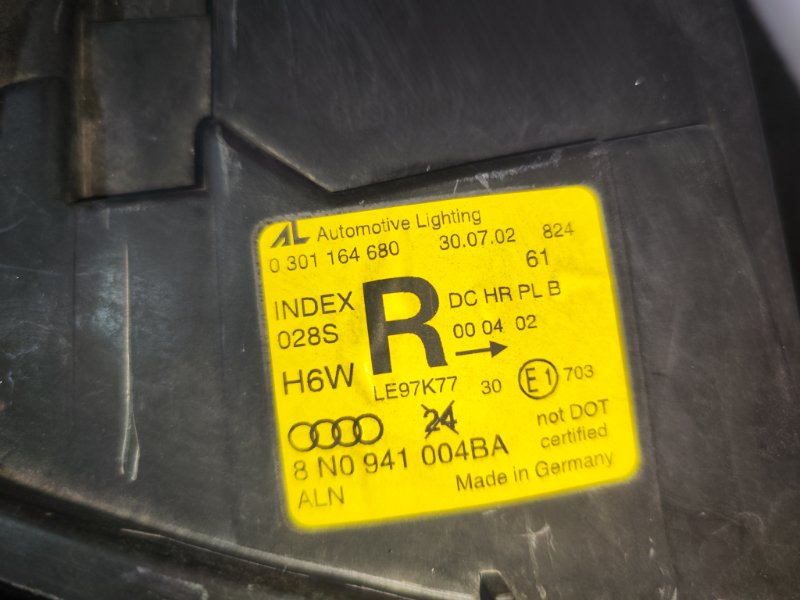 AL Automotive Lighting
0 301 164 680 30.07.02 824
61
INDEX R DC HR PL B
028S 00 04 02
H6W LE97K77 30 E1 703
24 not DOT
certified
8 N0 941 004BA
ALN Made in Germany